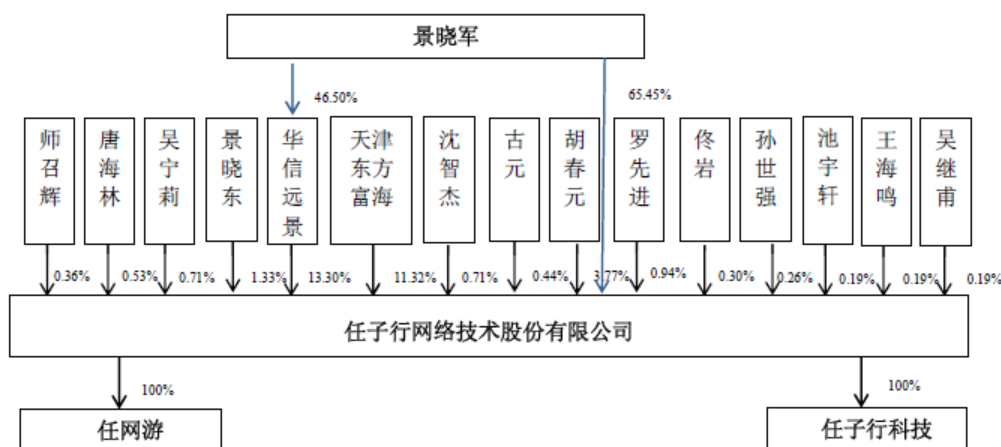 景晓军
46.50%
65.45%
师召辉
唐海林
吴宁莉
景晓东
华信远景
天津东方富海
沈智杰
古元
胡春元
罗先进
佟岩
孙世强
池宇轩
王海鸣
吴继甫
0.36%
0.53%
0.71%
1.33%
13.30%
11.32%
0.71%
0.44%
3.77%
0.94%
0.30%
0.26%
0.19%
0.19%
0.19%
任子行网络技术股份有限公司
100%
100%
任网游
任子行科技